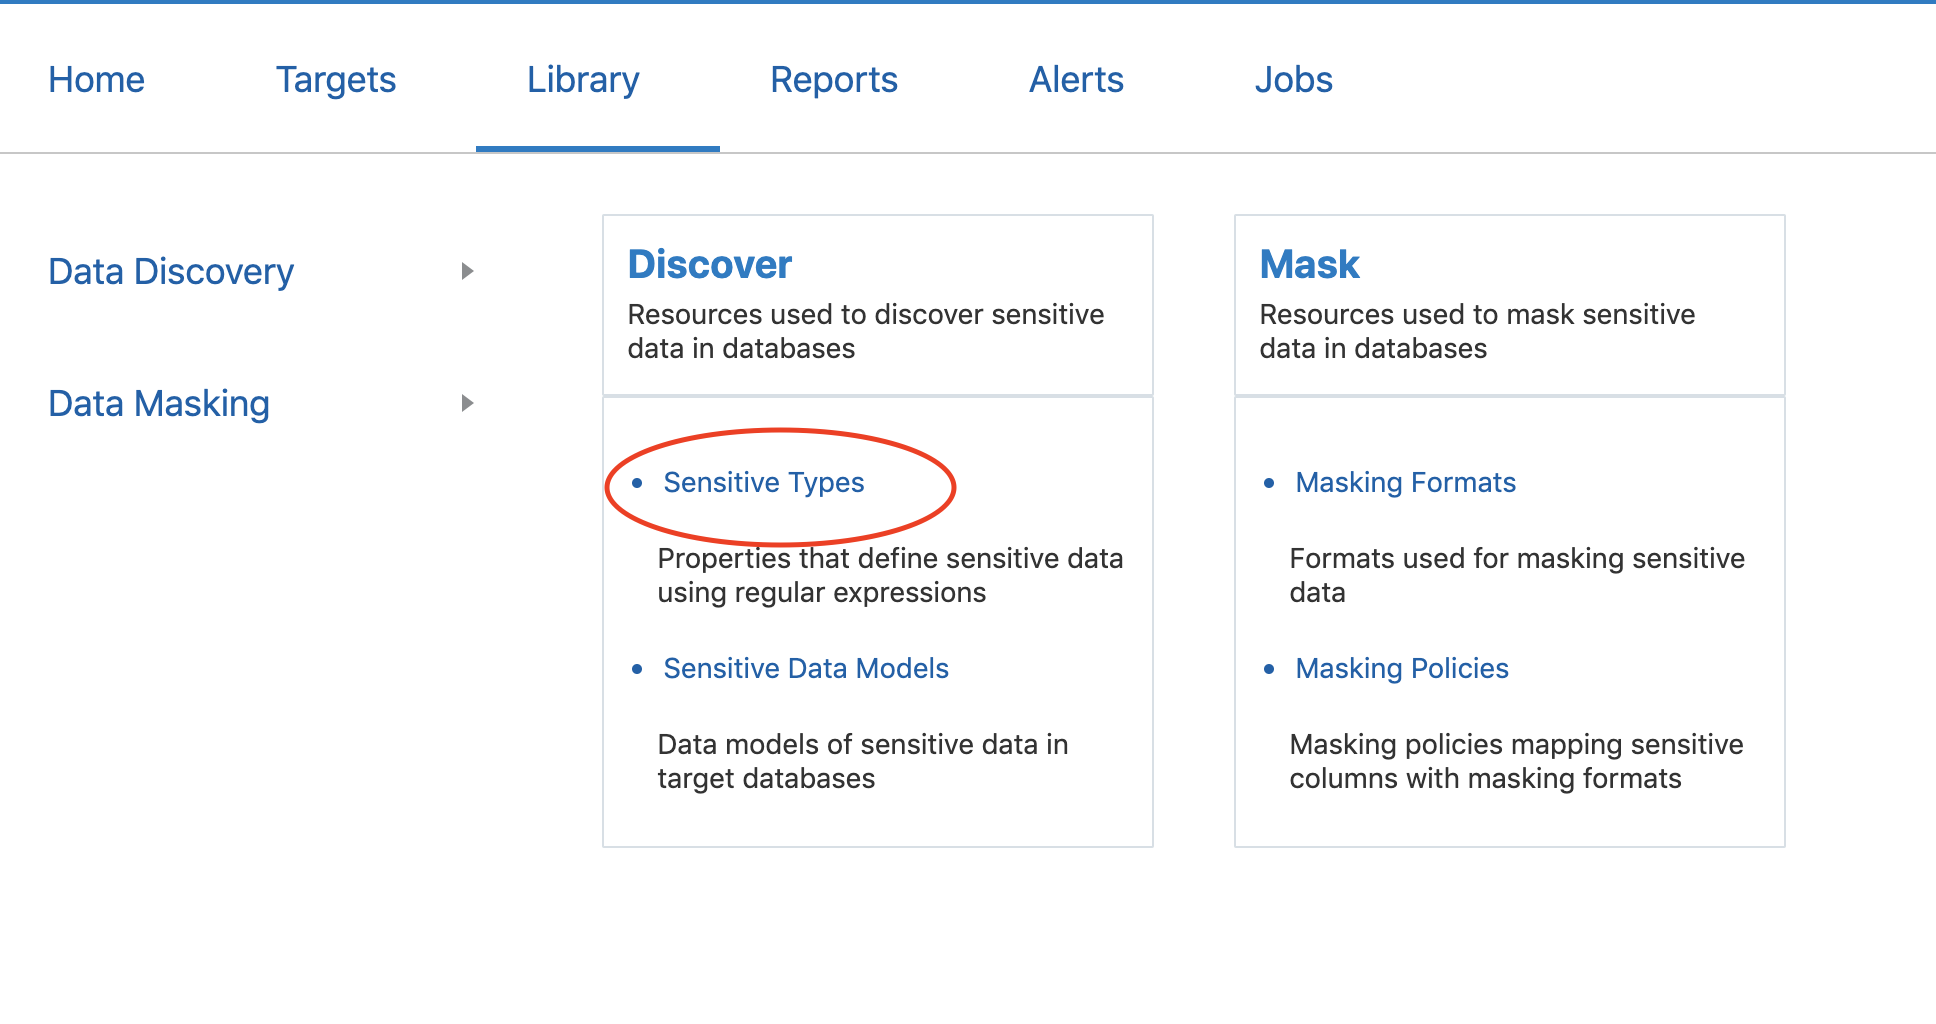 Home Targets Library Reports Alerts Jobs
Data Discovery
Data Masking
Discover
Resources used to discover sensitive
data in databases
• Sensitive Types
Properties that define sensitive data
using regular expressions
• Sensitive Data Models
Data models of sensitive data in
target databases
Mask
Resources used to mask sensitive
data in databases
• Masking Formats
Formats used for masking sensitive
data
• Masking Policies
Masking policies mapping sensitive
columns with masking formats